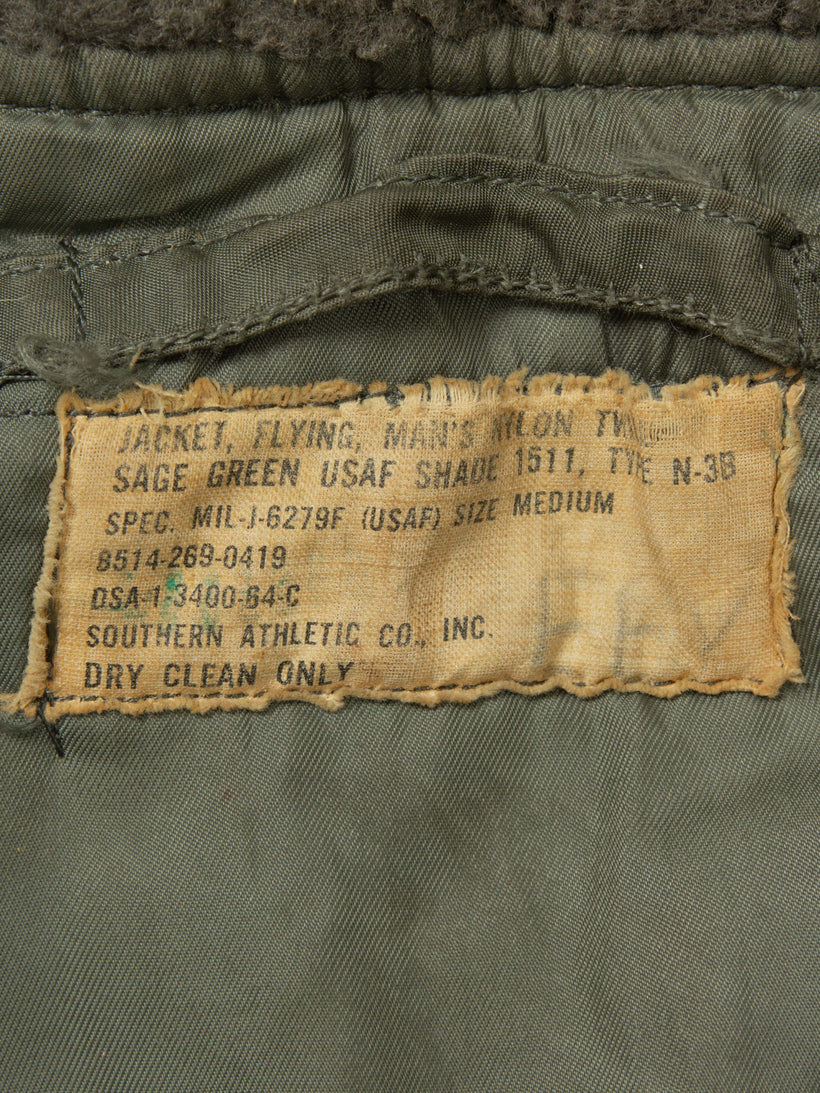 JACKET, FLYING, MAN'S NYLON
SAGE GREEN USAF SHADE 1511, TYPE N-3B
SPEC. MIL-J-6279F (USAF) SIZE MEDIUM
8514-269-0419
DSA-1-3400-64-C
SOUTHERN ATHLETIC CO., INC.
DRY CLEAN ONLY